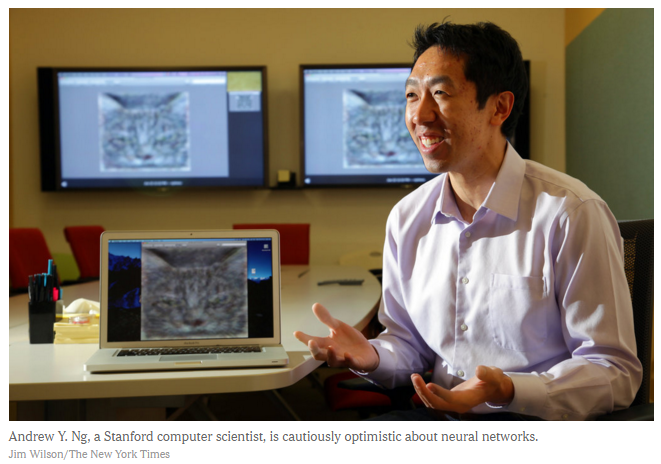 Andrew Y. Ng, a Stanford computer scientist, is cautiously optimistic about neural networks.
Jim Wilson/The New York Times